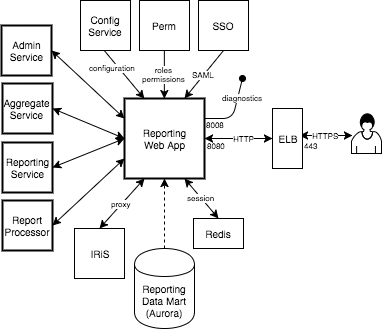 Config
Service
Perm
SSO
Admin
Service
configuration
roles
permissions
SAML
diagnostics
Aggregate
Service
Reporting
Web App
8008
8080
HTTP
ELB
HTTPS
443
Reporting
Service
Report
Processor
proxy
session
IRiS
Redis
Reporting
Data Mart
(Aurora)